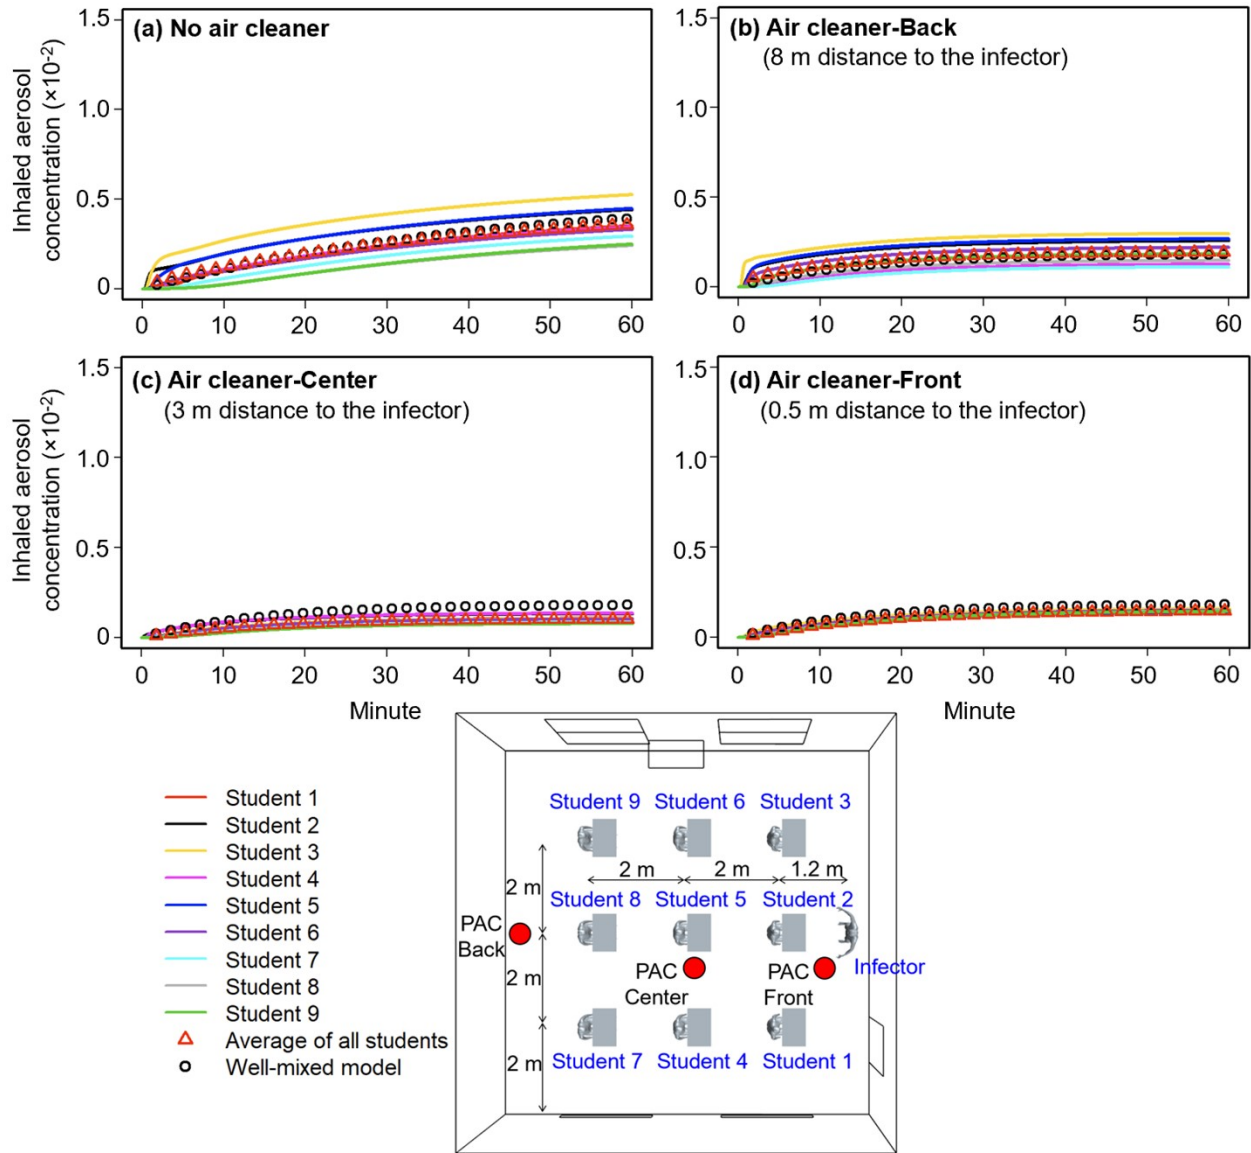 (a) No air cleaner
1.5
1.0
0.5
0
Inhaled aerosol
concentration (×10⁻²)
0 10 20 30 40 50 60
(b) Air cleaner-Back
(8 m distance to the infector)
1.5
1.0
0.5
0
0 10 20 30 40 50 60
(c) Air cleaner-Center
(3 m distance to the infector)
1.5
1.0
0.5
0
Inhaled aerosol
concentration (×10⁻²)
0 10 20 30 40 50 60
Minute
(d) Air cleaner-Front
(0.5 m distance to the infector)
1.5
1.0
0.5
0
0 10 20 30 40 50 60
Minute
Student 1
Student 2
Student 3
Student 4
Student 5
Student 6
Student 7
Student 8
Student 9
Average of all students
Well-mixed model
Student 9 Student 6 Student 3
2 m 2 m 1.2 m
2 m
Student 8 Student 5 Student 2
PAC
Back
PAC
Center
PAC
Front
Infector
2 m
Student 7 Student 4 Student 1
2 m